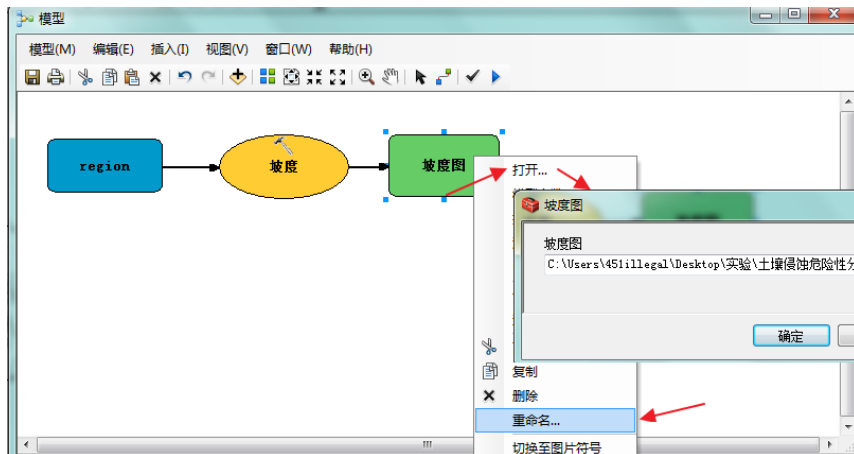 模型
模型(M) 编辑(E) 插入(I) 视图(V) 窗口(W) 帮助(H)
region
坡度
坡度图
打开...
坡度图
坡度图
C:\Users\451illegal\Desktop\实验\土壤侵蚀危险性分
确定
复制
删除
重命名...
切换至图片符号